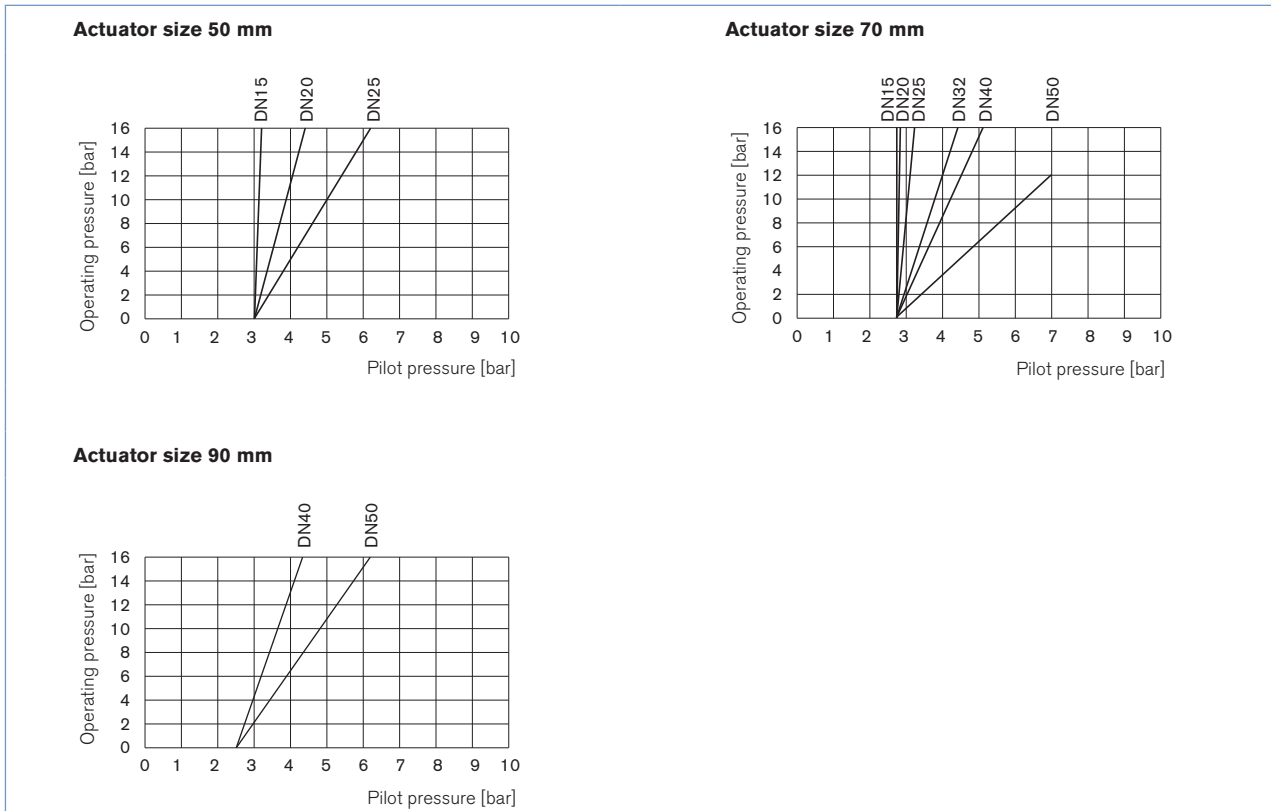 Actuator size 50 mm
DN15
DN20
DN25
Operating pressure [bar]
16
14
12
10
8
6
4
2
0
0 1 2 3 4 5 6 7 8 9 10
Pilot pressure [bar]
Actuator size 70 mm
DN15
DN20
DN25
DN32
DN40
DN50
Operating pressure [bar]
16
14
12
10
8
6
4
2
0
0 1 2 3 4 5 6 7 8 9 10
Pilot pressure [bar]
Actuator size 90 mm
DN40
DN50
Operating pressure [bar]
16
14
12
10
8
6
4
2
0
0 1 2 3 4 5 6 7 8 9 10
Pilot pressure [bar]